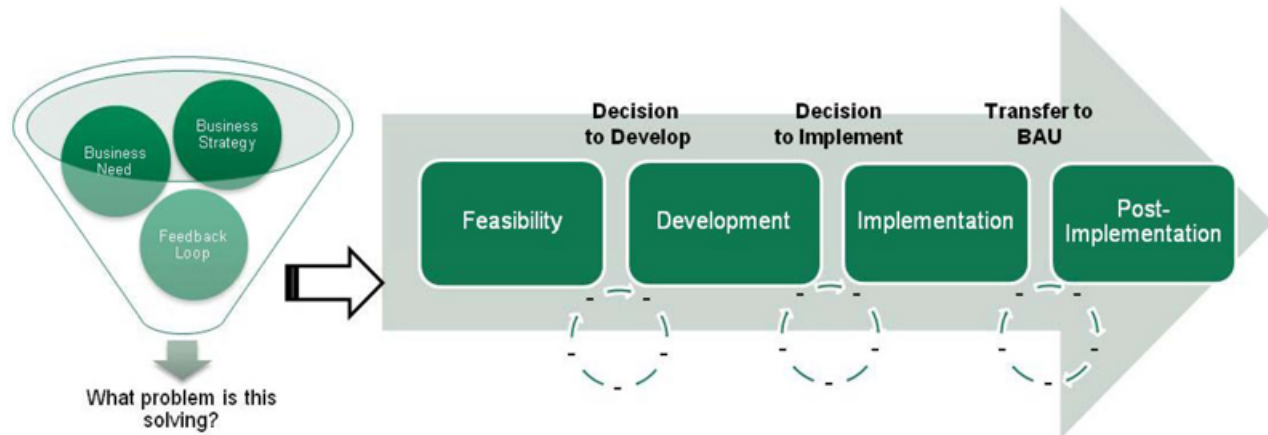 Business
Strategy
Business
Need
Feedback
Loop
What problem is this
solving?
Decision
to Develop
Decision
to Implement
Transfer to
BAU
Feasibility
Development
Implementation
Post-
Implementation